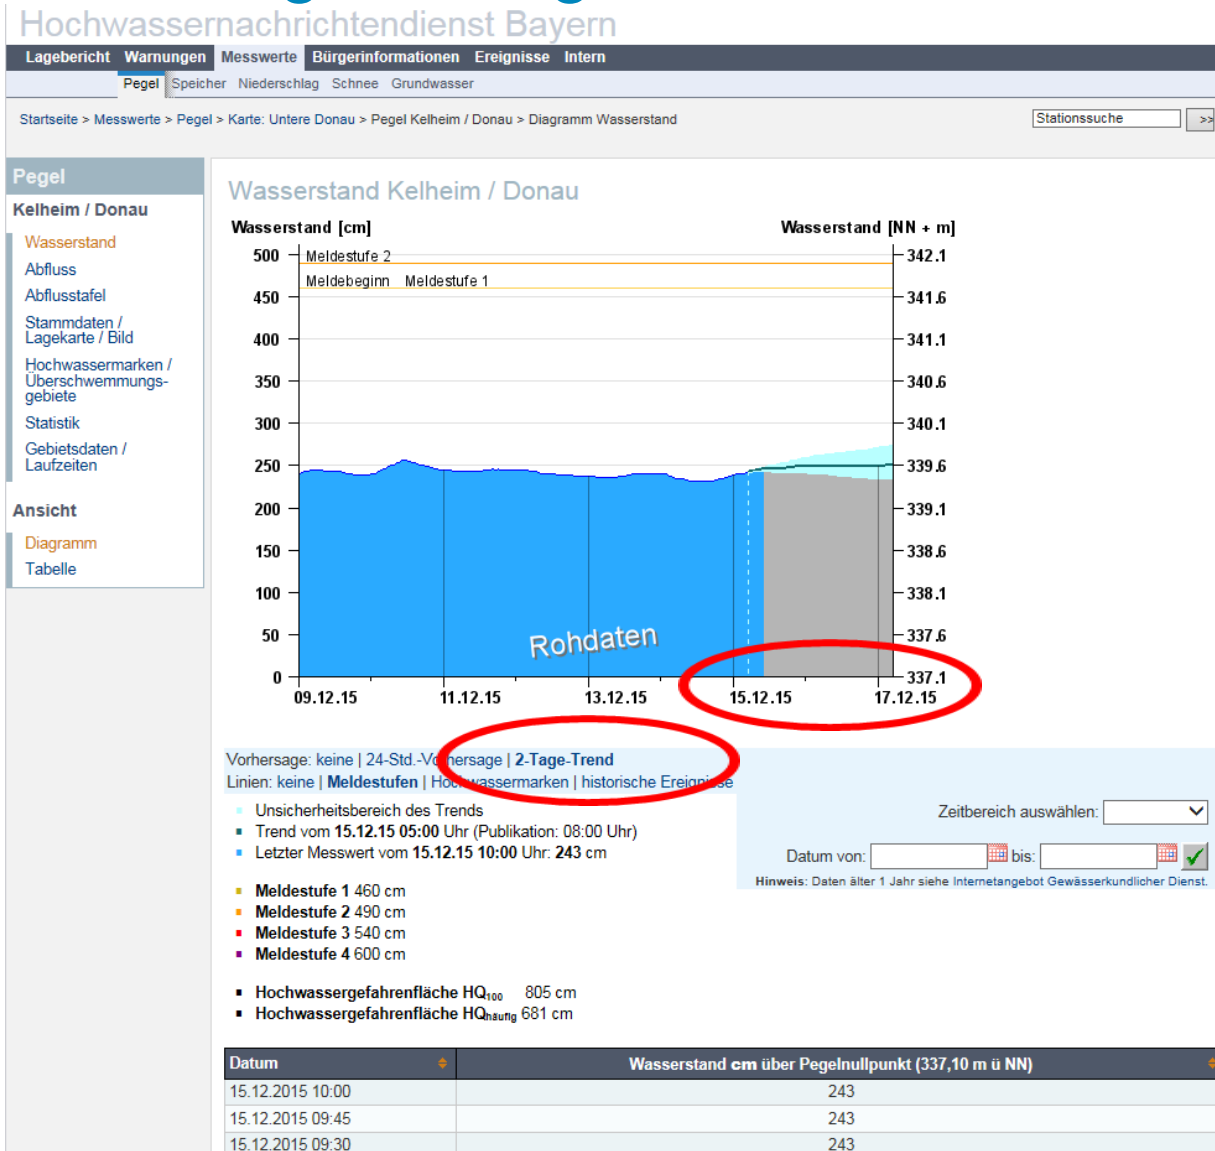 Hochwassernachrichtendienst Bayern
Lagebericht Warnungen Messwerte Bürgerinformationen Ereignisse Intern
Pegel Speicher Niederschlag Schnee Grundwasser
Startseite > Messwerte > Pegel > Karte: Untere Donau > Pegel Kelheim / Donau > Diagramm Wasserstand
Stationssuche >>
Pegel
Kelheim / Donau
Wasserstand
Abfluss
Abflusstafel
Stammdaten /
Lagekarte / Bild
Hochwassermarken /
Überschwemmungs-
gebiete
Statistik
Gebietsdaten /
Laufzeiten
Ansicht
Diagramm
Tabelle
Wasserstand Kelheim / Donau
Wasserstand [cm] Wasserstand [NN + m]
500 Meldestufe 2 342.1
Meldebeginn Meldestufe 1
450 341.6
400 341.1
350 340.6
300 340.1
250 339.6
200 339.1
150 338.6
100 338.1
50 337.6
Rohdaten
0 337.1
09.12.15 11.12.15 13.12.15 15.12.15 17.12.15
Vorhersage: keine | 24-Std.-Vorhersage | 2-Tage-Trend
Linien: keine | Meldestufen | Hochwassermarken | historische Ereignisse
Unsicherheitsbereich des Trends
Trend vom 15.12.15 05:00 Uhr (Publikation: 08:00 Uhr)
Letzter Messwert vom 15.12.15 10:00 Uhr: 243 cm
Meldestufe 1 460 cm
Meldestufe 2 490 cm
Meldestufe 3 540 cm
Meldestufe 4 600 cm
Hochwassergefahrenfläche HQ100 805 cm
Hochwassergefahrenfläche HQhäufig 681 cm
Zeitbereich auswählen:
Datum von: bis:
Hinweis: Daten älter 1 Jahr siehe Internetangebot Gewässerkundlicher Dienst.
Datum Wasserstand cm über Pegelnullpunkt (337,10 m ü NN)
15.12.2015 10:00 243
15.12.2015 09:45 243
15.12.2015 09:30 243